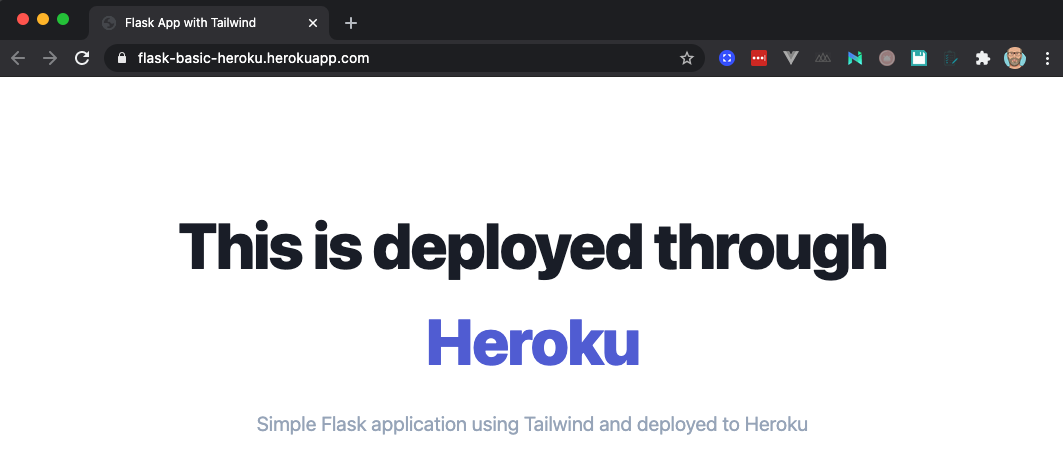 Flask App with Tailwind
flask-basic-heroku.herokuapp.com
This is deployed through
Heroku
Simple Flask application using Tailwind and deployed to Heroku